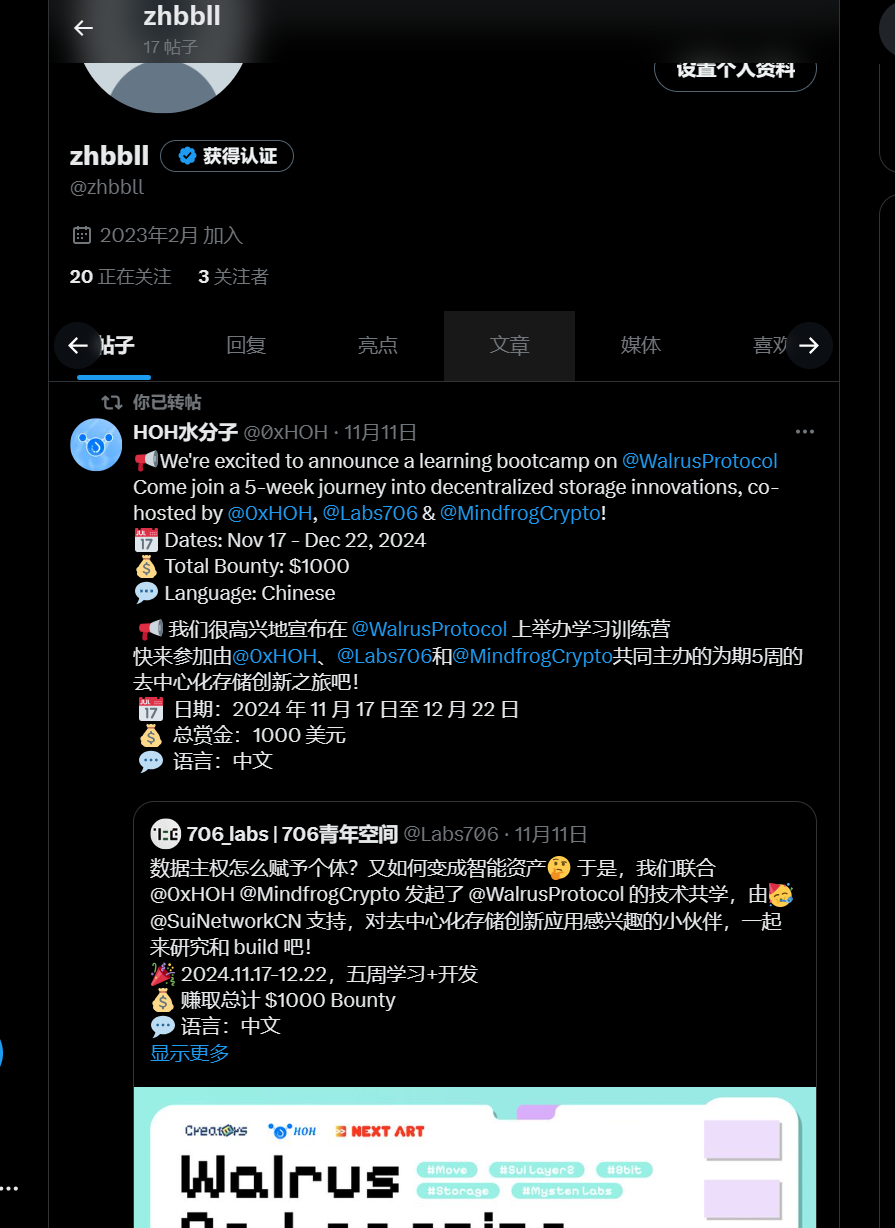 zhbbll
17 帖子
设置个人资料
zhbbll 获得认证
@zhbbll
2023年2月 加入
20 正在关注 3 关注者
帖子 回复 亮点 文章 媒体 喜欢
你已转帖
HOH水分子 @0xHOH · 11月11日
📢We're excited to announce a learning bootcamp on @WalrusProtocol
Come join a 5-week journey into decentralized storage innovations, co-
hosted by @0xHOH, @Labs706 & @MindfrogCrypto!
📅 Dates: Nov 17 - Dec 22, 2024
💰 Total Bounty: $1000
💬 Language: Chinese
📢 我们很高兴地宣布在 @WalrusProtocol 上举办学习训练营
快来参加由@0xHOH、@Labs706和@MindfrogCrypto共同主办的为期5周的
去中心化存储创新之旅吧!
📅 日期：2024 年 11 月 17 日至 12 月 22 日
💰 总赏金：1000 美元
💬 语言：中文
706_labs | 706青年空间 @Labs706 · 11月11日
数据主权怎么赋予个体？又如何变成智能资产🤔 于是，我们联合
@0xHOH @MindfrogCrypto 发起了 @WalrusProtocol 的技术共学，由🥳
@SuiNetworkCN 支持，对去中心化存储创新应用感兴趣的小伙伴，一起
来研究和 build 吧!
🎉 2024.11.17-12.22，五周学习+开发
💰 赚取总计 $1000 Bounty
💬 语言：中文
显示更多
Creators HOH NEXT ART
Walrus
#Move #Sui Layer2 #8bit
#Storage #Mysten Labs